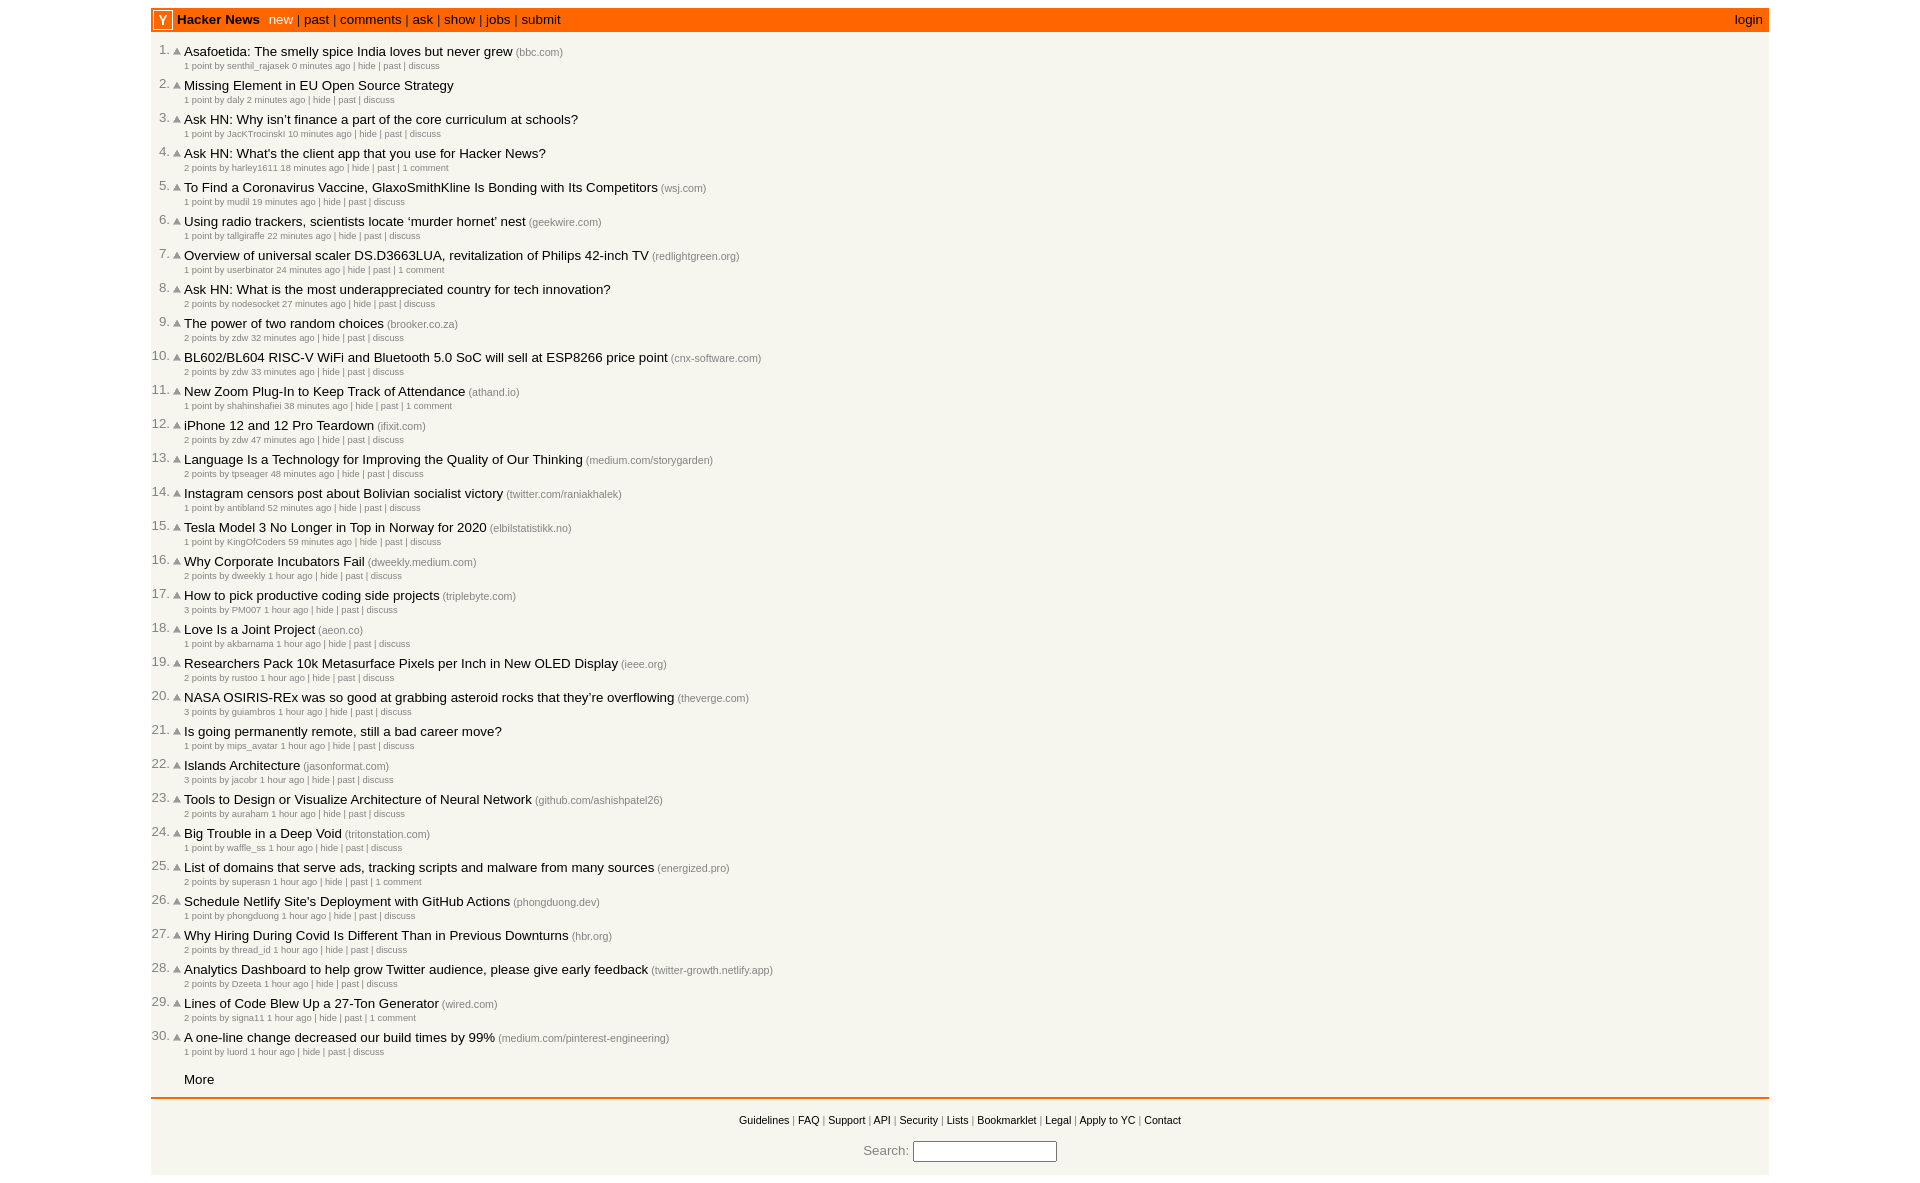 Y Hacker News new | past | comments | ask | show | jobs | submit login
1. Asafoetida: The smelly spice India loves but never grew (bbc.com)
1 point by senthil_rajasek 0 minutes ago | hide | past | discuss
2. Missing Element in EU Open Source Strategy
1 point by daly 2 minutes ago | hide | past | discuss
3. Ask HN: Why isn’t finance a part of the core curriculum at schools?
1 point by JacKTrocinskI 10 minutes ago | hide | past | discuss
4. Ask HN: What's the client app that you use for Hacker News?
2 points by harley1611 18 minutes ago | hide | past | 1 comment
5. To Find a Coronavirus Vaccine, GlaxoSmithKline Is Bonding with Its Competitors (wsj.com)
1 point by mudil 19 minutes ago | hide | past | discuss
6. Using radio trackers, scientists locate ‘murder hornet’ nest (geekwire.com)
1 point by tallgiraffe 22 minutes ago | hide | past | discuss
7. Overview of universal scaler DS.D3663LUA, revitalization of Philips 42-inch TV (redlightgreen.org)
1 point by userbinator 24 minutes ago | hide | past | 1 comment
8. Ask HN: What is the most underappreciated country for tech innovation?
2 points by nodesocket 27 minutes ago | hide | past | discuss
9. The power of two random choices (brooker.co.za)
2 points by zdw 32 minutes ago | hide | past | discuss
10. BL602/BL604 RISC-V WiFi and Bluetooth 5.0 SoC will sell at ESP8266 price point (cnx-software.com)
2 points by zdw 33 minutes ago | hide | past | discuss
11. New Zoom Plug-In to Keep Track of Attendance (athand.io)
1 point by shahinshafiei 38 minutes ago | hide | past | 1 comment
12. iPhone 12 and 12 Pro Teardown (ifixit.com)
2 points by zdw 47 minutes ago | hide | past | discuss
13. Language Is a Technology for Improving the Quality of Our Thinking (medium.com/storygarden)
2 points by tpseager 48 minutes ago | hide | past | discuss
14. Instagram censors post about Bolivian socialist victory (twitter.com/raniakhalek)
1 point by antibland 52 minutes ago | hide | past | discuss
15. Tesla Model 3 No Longer in Top in Norway for 2020 (elbilstatistikk.no)
1 point by KingOfCoders 59 minutes ago | hide | past | discuss
16. Why Corporate Incubators Fail (dweekly.medium.com)
2 points by dweekly 1 hour ago | hide | past | discuss
17. How to pick productive coding side projects (triplebyte.com)
3 points by PM007 1 hour ago | hide | past | discuss
18. Love Is a Joint Project (aeon.co)
1 point by akbarnama 1 hour ago | hide | past | discuss
19. Researchers Pack 10k Metasurface Pixels per Inch in New OLED Display (ieee.org)
2 points by rustoo 1 hour ago | hide | past | discuss
20. NASA OSIRIS-REx was so good at grabbing asteroid rocks that they’re overflowing (theverge.com)
3 points by guiambros 1 hour ago | hide | past | discuss
21. Is going permanently remote, still a bad career move?
1 point by mips_avatar 1 hour ago | hide | past | discuss
22. Islands Architecture (jasonformat.com)
3 points by jacobr 1 hour ago | hide | past | discuss
23. Tools to Design or Visualize Architecture of Neural Network (github.com/ashishpatel26)
2 points by auraham 1 hour ago | hide | past | discuss
24. Big Trouble in a Deep Void (tritonstation.com)
1 point by waffle_ss 1 hour ago | hide | past | discuss
25. List of domains that serve ads, tracking scripts and malware from many sources (energized.pro)
2 points by superasn 1 hour ago | hide | past | 1 comment
26. Schedule Netlify Site's Deployment with GitHub Actions (phongduong.dev)
1 point by phongduong 1 hour ago | hide | past | discuss
27. Why Hiring During Covid Is Different Than in Previous Downturns (hbr.org)
2 points by thread_id 1 hour ago | hide | past | discuss
28. Analytics Dashboard to help grow Twitter audience, please give early feedback (twitter-growth.netlify.app)
2 points by Dzeeta 1 hour ago | hide | past | discuss
29. Lines of Code Blew Up a 27-Ton Generator (wired.com)
2 points by signa11 1 hour ago | hide | past | 1 comment
30. A one-line change decreased our build times by 99% (medium.com/pinterest-engineering)
1 point by luord 1 hour ago | hide | past | discuss
More
Guidelines | FAQ | Support | API | Security | Lists | Bookmarklet | Legal | Apply to YC | Contact
Search: